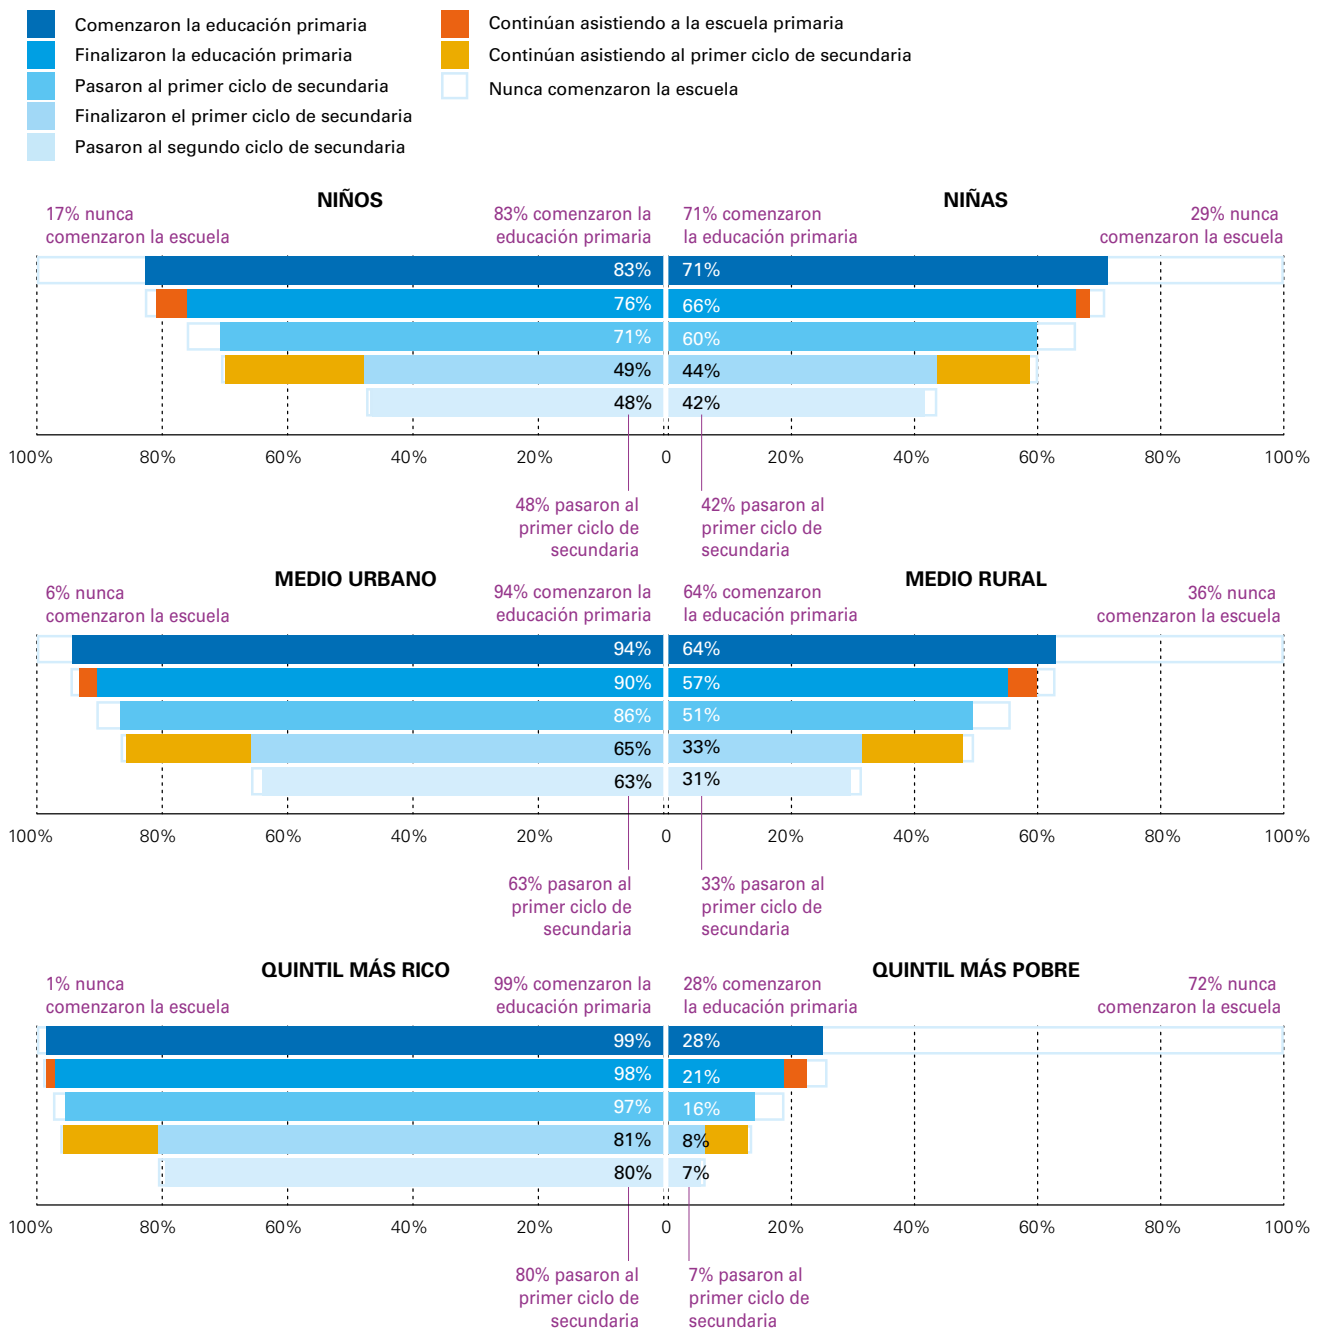 Comenzaron la educación primaria
Finalizaron la educación primaria
Pasaron al primer ciclo de secundaria
Finalizaron el primer ciclo de secundaria
Pasaron al segundo ciclo de secundaria
Continúan asistiendo a la escuela primaria
Continúan asistiendo al primer ciclo de secundaria
Nunca comenzaron la escuela
NIÑOS
17% nunca
comenzaron la escuela
83% comenzaron la
educación primaria
83%
76%
71%
49%
48%
NIÑAS
71% comenzaron
la educación primaria
29% nunca
comenzaron la escuela
71%
66%
60%
44%
42%
100% 80% 60% 40% 20% 0 20% 40% 60% 80% 100%
48% pasaron al
primer ciclo de
secundaria
42% pasaron al
primer ciclo de
secundaria
MEDIO URBANO
6% nunca
comenzaron la escuela
94% comenzaron la
educación primaria
94%
90%
86%
65%
63%
MEDIO RURAL
64% comenzaron
la educación primaria
36% nunca
comenzaron la escuela
64%
57%
51%
33%
31%
100% 80% 60% 40% 20% 0 20% 40% 60% 80% 100%
63% pasaron al
primer ciclo de
secundaria
33% pasaron al
primer ciclo de
secundaria
QUINTIL MÁS RICO
1% nunca
comenzaron la escuela
99% comenzaron la
educación primaria
99%
98%
97%
81%
80%
QUINTIL MÁS POBRE
28% comenzaron
la educación primaria
72% nunca
comenzaron la escuela
28%
21%
16%
8%
7%
100% 80% 60% 40% 20% 0 20% 40% 60% 80% 100%
80% pasaron al
primer ciclo de
secundaria
7% pasaron al
primer ciclo de
secundaria